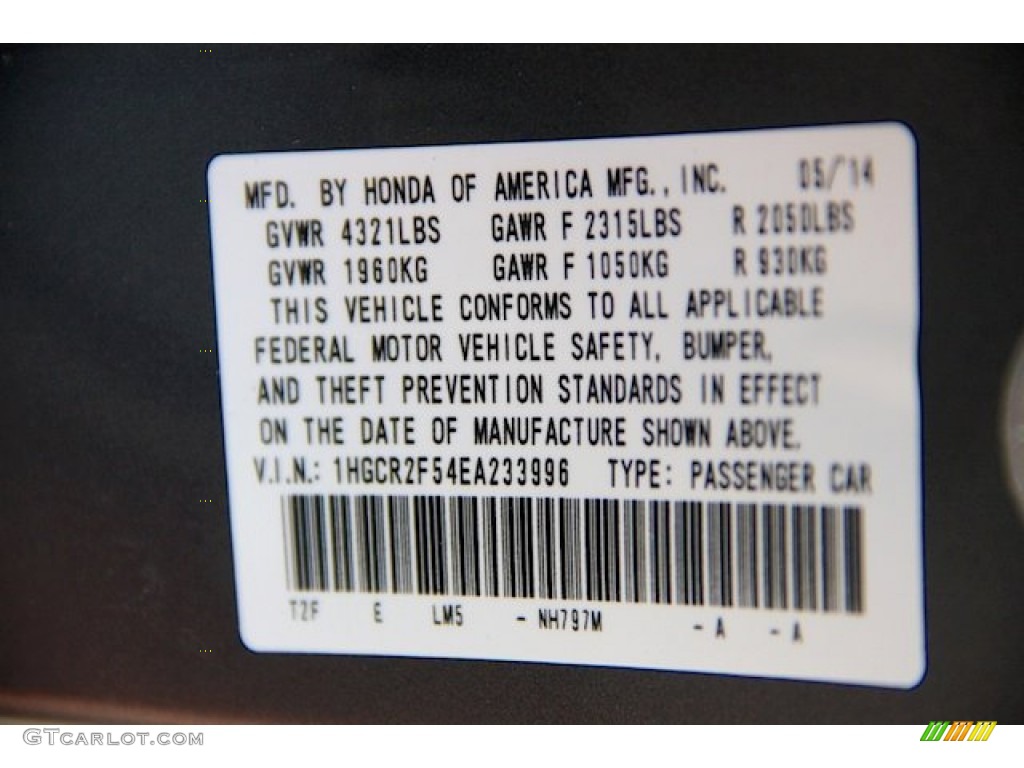 MFD. BY HONDA OF AMERICA MFG., INC. 05/14
GVWR 4321LBS GAWR F 2315LBS R 2050LBS
GVWR 1960KG GAWR F 1050KG R 930KG
THIS VEHICLE CONFORMS TO ALL APPLICABLE
FEDERAL MOTOR VEHICLE SAFETY, BUMPER,
AND THEFT PREVENTION STANDARDS IN EFFECT
ON THE DATE OF MANUFACTURE SHOWN ABOVE.
V.I.N.: 1HGCR2F54EA233996 TYPE: PASSENGER CAR
T2F E LM5 - NH797M - A - A
GTCARLOT.COM